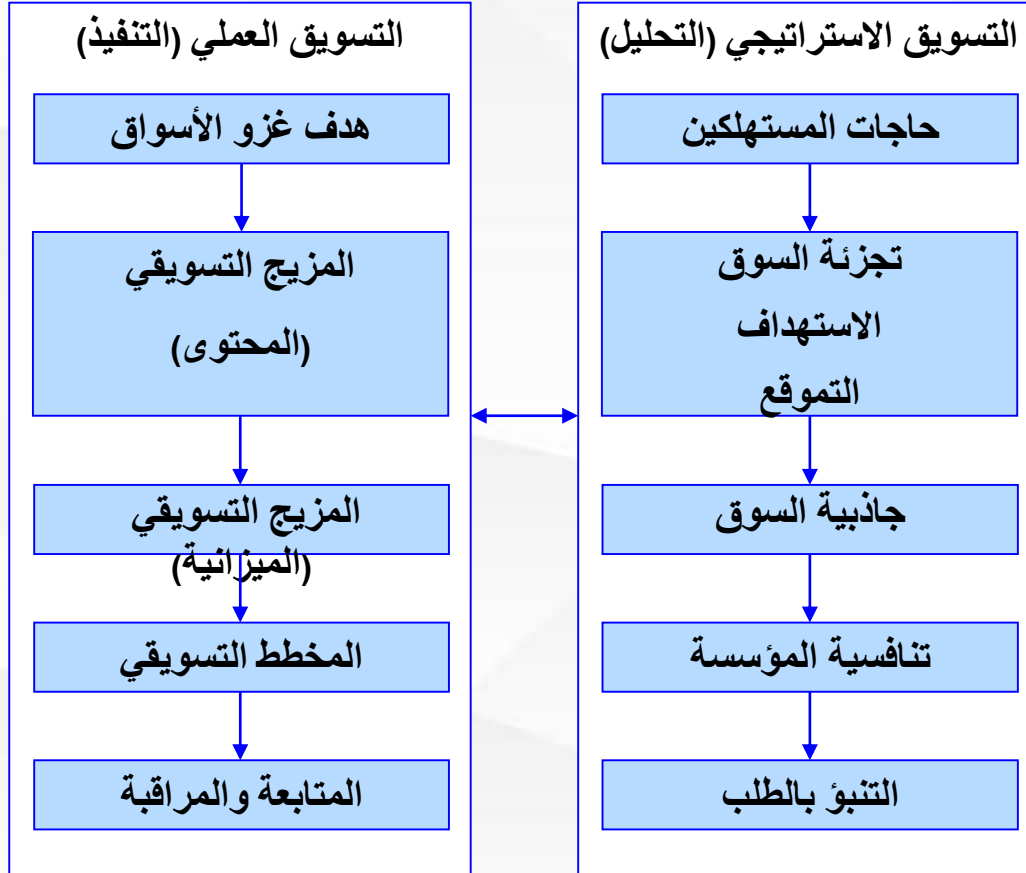 التسويق الاستراتيجي (التحليل)
حاجات المستهلكين
تجزئة السوق
الاستهداف
التموقع
جاذبية السوق
تنافسية المؤسسة
التنبؤ بالطلب
التسويق العملي (التنفيذ)
هدف غزو الأسواق
المزيج التسويقي
(المحتوى)
المزيج التسويقي
(الميزانية)
المخطط التسويقي
المتابعة والمراقبة